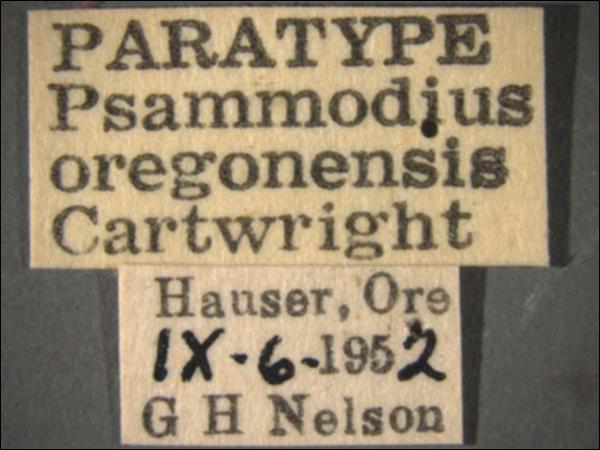 PARATYPE
Psammodius
oregonensis
Cartwright
Hauser, Ore
IX-6-1952
G H Nelson